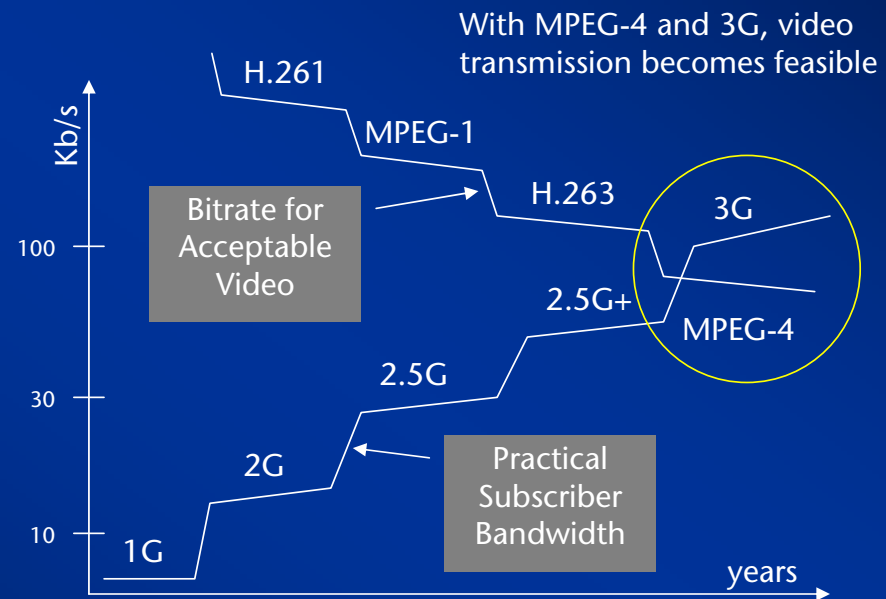 With MPEG-4 and 3G, video
transmission becomes feasible
Kb/s
H.261
MPEG-1
H.263
3G
Bitrate for
Acceptable
Video
100
2.5G+
MPEG-4
2.5G
30
2G
Practical
Subscriber
Bandwidth
10
1G
years